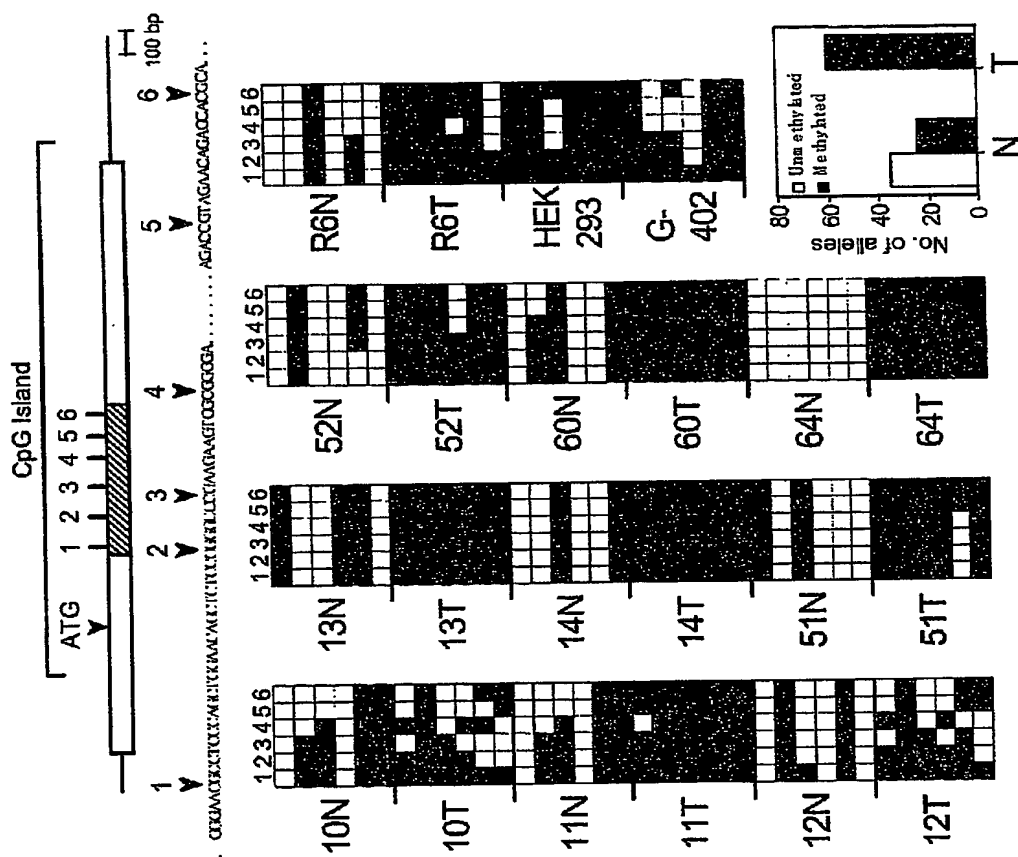 CpG Island
ATG
1 2 3 4 5 6
100 bp
1 2 3 4 5 6
123456
123456
123456
123456
10N
10T
11N
11T
12N
12T
13N
13T
14N
14T
51N
51T
52N
52T
60N
60T
64N
64T
R6N
R6T
HEK
293
G-
402
Unmethylated
Methylated
No. of alleles
80
60
40
20
0
N
T